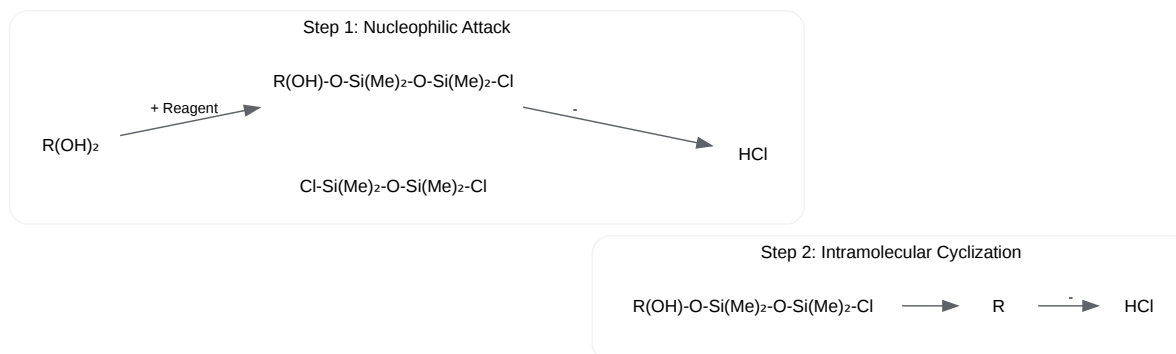 Step 1: Nucleophilic Attack
R(OH)-O-Si(Me)₂-O-Si(Me)₂-Cl
+ Reagent
-
R(OH)₂
HCl
Cl-Si(Me)₂-O-Si(Me)₂-Cl
Step 2: Intramolecular Cyclization
R(OH)-O-Si(Me)₂-O-Si(Me)₂-Cl
R
-
HCl